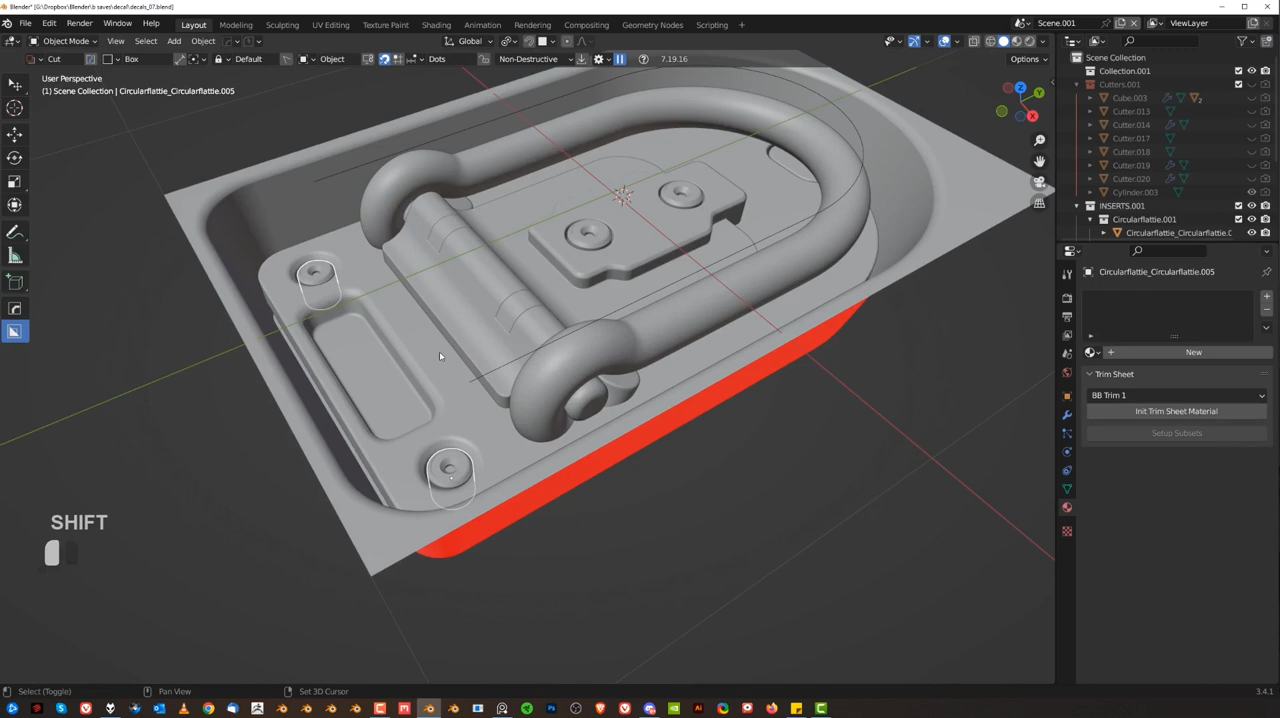 Blender* [G:\Dropbox\Blender\b saves\decal\decals_07.blend]
File Edit Render Window Help Layout Modeling Sculpting UV Editing Texture Paint Shading Animation Rendering Compositing Geometry Nodes Scripting Scene.001 ViewLayer
Object Mode View Select Add Object Global
Cut Box Default Object Dots Non-Destructive 7.19.16 Options
User Perspective
(1) Scene Collection | Circularflattie_Circularflattie.005
Z
Y
X
SHIFT
Scene Collection
Collection.001
Cutters.001
Cube.003 2
Cutter.013
Cutter.014
Cutter.017
Cutter.018
Cutter.019
Cutter.020
Cylinder.003
INSERTS.001
Circularflattie.001
Circularflattie_Circularflattie.C
Circularflattie_Circularflattie.005
New
Trim Sheet
BB Trim 1
Init Trim Sheet Material
Setup Subsets
Select (Toggle) Pan View Set 3D Cursor 3.4.1